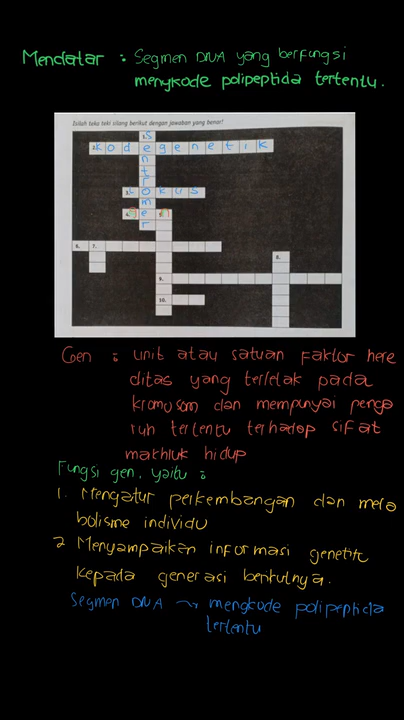 Mendatar : Segmen DNA yang berfungsi
mengkode polipeptida tertentu.
Isilah teka teki silang berikut dengan jawaban yang benar!
1. S
2. kodegenetik
n
t
r
3. LOKUS
m
4. gen
r
6. 7.
8.
9.
10.
Gen : unit atau satuan faktor here
ditas yang terletak pada
kromosom dan mempunyai penga
ruh tertentu terhadap sifat
makhluk hidup
Fungsi gen. yaitu :
1. Mengatur perkembangan dan meta
bolisme individu
2 Menyampaikan informasi genetik
kepada generasi berikutnya.
Segmen DNA → mengkode polipeptida
tertentu